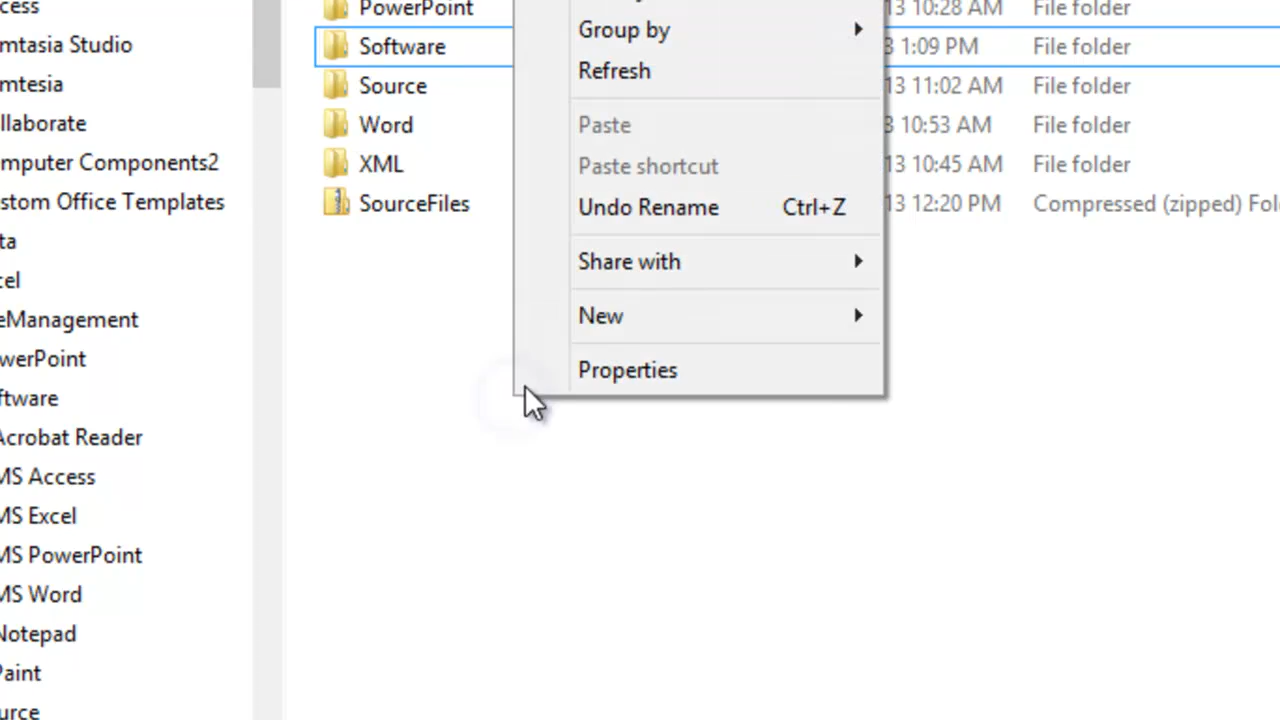 cess
mtasia Studio
mtesia
llaborate
mputer Components2
stom Office Templates
ta
cel
eManagement
werPoint
ftware
Acrobat Reader
MS Access
MS Excel
MS PowerPoint
MS Word
Notepad
Paint
urce
PowerPoint 13 10:28 AM File folder
Software 3 1:09 PM File folder
Source 13 11:02 AM File folder
Word 3 10:53 AM File folder
XML 13 10:45 AM File folder
SourceFiles 13 12:20 PM Compressed (zipped) Fol
Group by
Refresh
Paste
Paste shortcut
Undo Rename Ctrl+Z
Share with
New
Properties